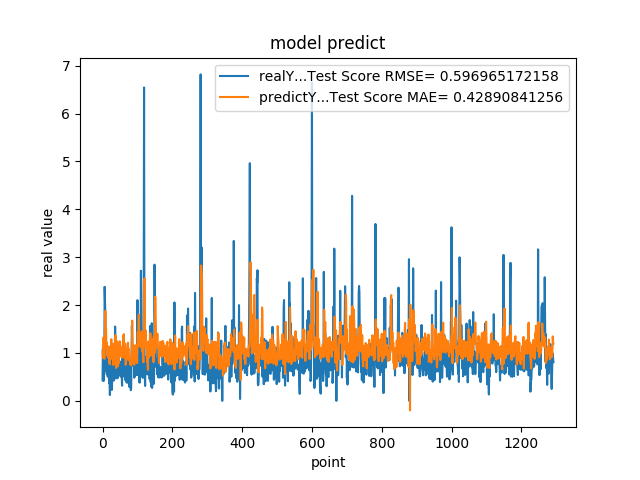 model predict
realY...Test Score RMSE= 0.596965172158
predictY...Test Score MAE= 0.42890841256
7
6
5
4
3
2
1
0
real value
0 200 400 600 800 1000 1200
point